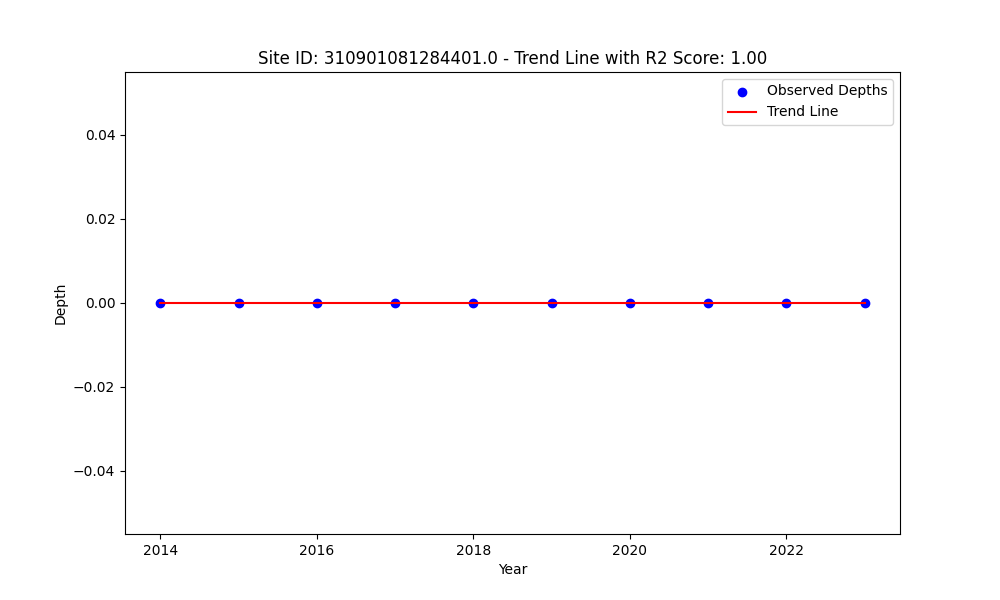 Site ID: 310901081284401.0 - Trend Line with R2 Score: 1.00
Observed Depths
Trend Line
0.04
0.02
0.00
−0.02
−0.04
Depth
2014
2016
2018
2020
2022
Year